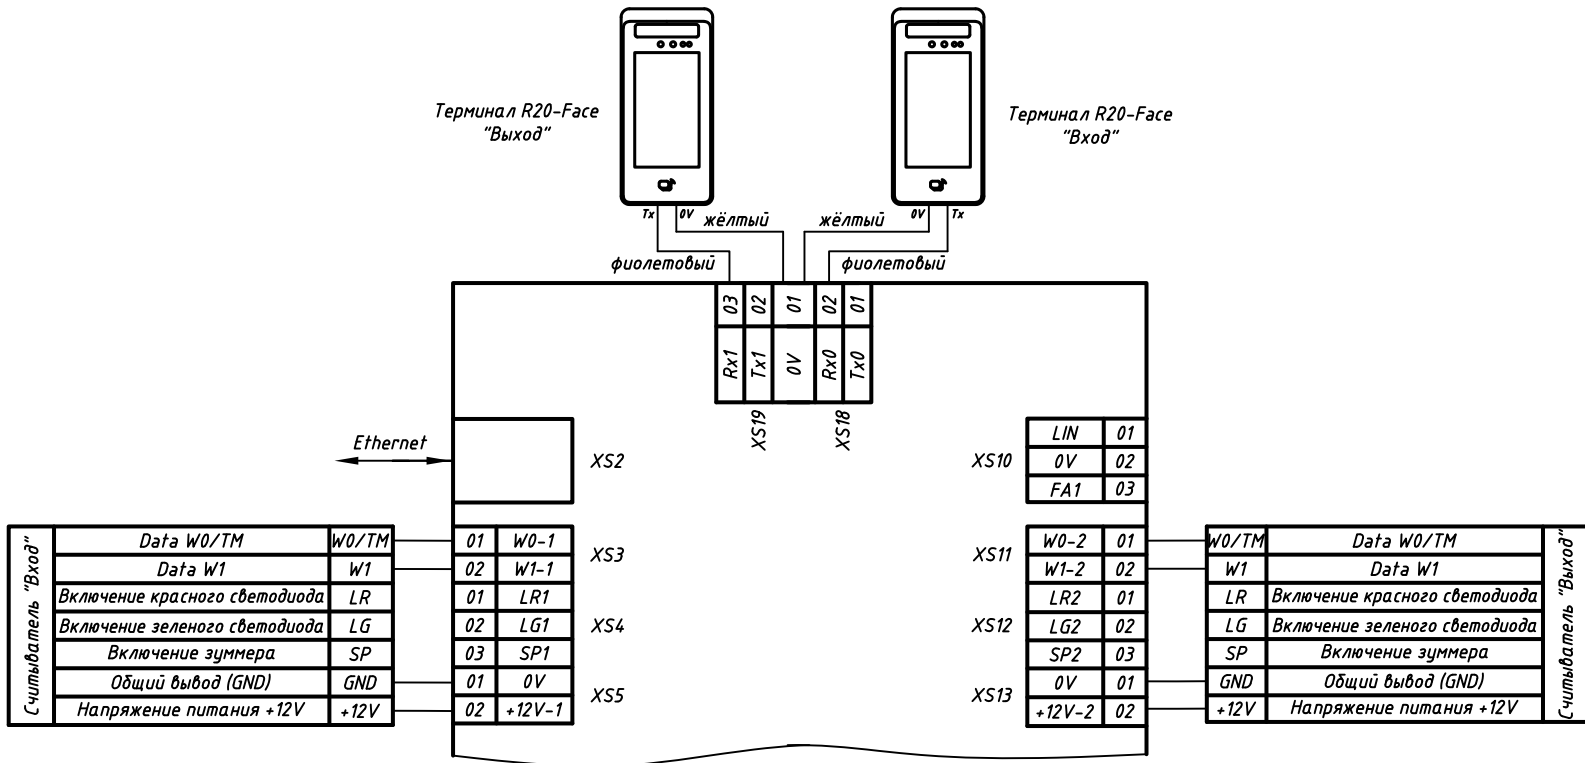 Терминал R20-Face
"Выход"
Терминал R20-Face
"Вход"
Tx
0V
жёлтый
жёлтый
0V
Tx
фиолетовый
фиолетовый
03
02
01
02
01
Rx1
Tx1
0V
Rx0
Tx0
XS19
XS18
Ethernet
XS2
XS10
LIN 01
0V 02
FA1 03
Считыватель "Вход"
Data W0/TM W0/TM 01 W0-1
Data W1 W1 02 W1-1
Включение красного светодиода LR 01 LR1
Включение зеленого светодиода LG 02 LG1
Включение зуммера SP 03 SP1
Общий вывод (GND) GND 01 0V
Напряжение питания +12V +12V 02 +12V-1
XS3
XS4
XS5
XS11
XS12
XS13
W0-2 01 W0/TM Data W0/TM
W1-2 02 W1 Data W1
LR2 01 LR Включение красного светодиода
LG2 02 LG Включение зеленого светодиода
SP2 03 SP Включение зуммера
0V 01 GND Общий вывод (GND)
+12V-2 02 +12V Напряжение питания +12V
Считыватель "Выход"